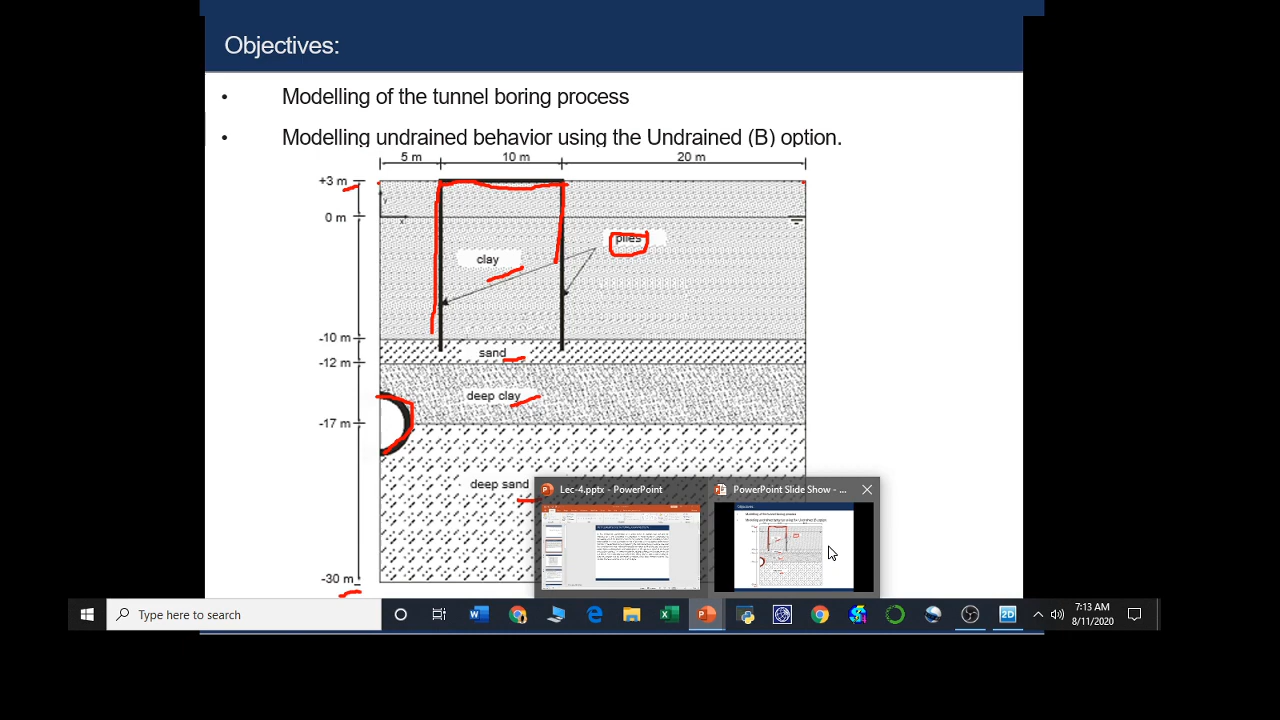 Objectives:
• Modelling of the tunnel boring process
• Modelling undrained behavior using the Undrained (B) option.
5 m 10 m 20 m
+3 m
y
0 m
x
piles
clay
-10 m
sand
-12 m
deep clay
-17 m
deep sand
Lec-4.pptx - PowerPoint
PowerPoint Slide Show - ...
-30 m
Type here to search
2D
7:13 AM
8/11/2020